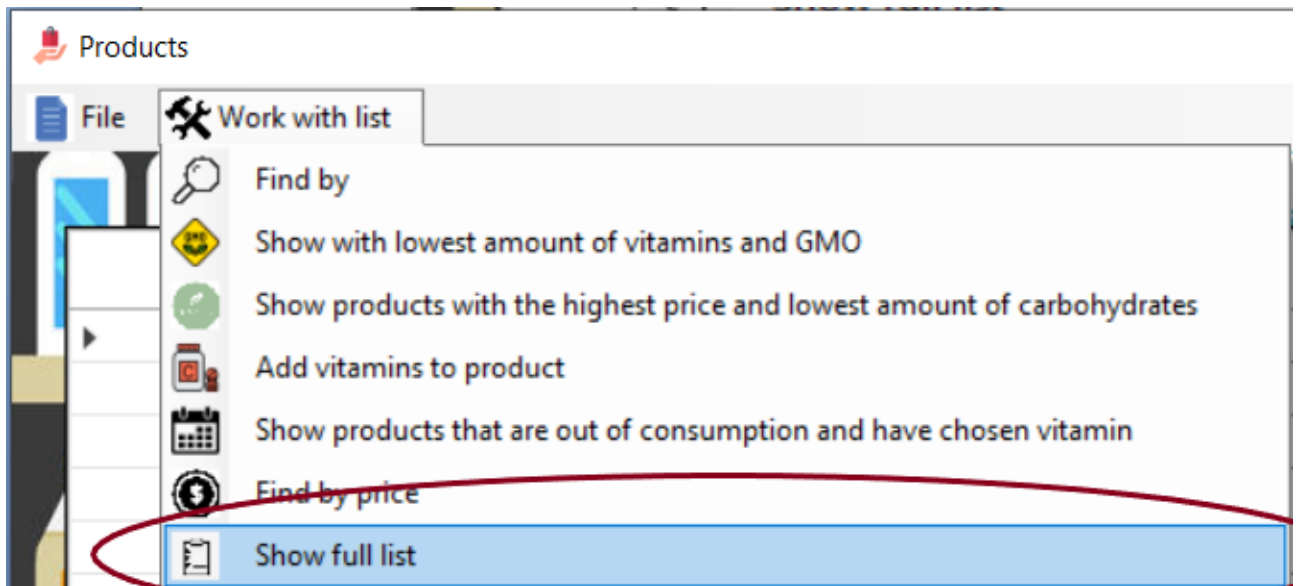 Products
File Work with list
Find by
Show with lowest amount of vitamins and GMO
Show products with the highest price and lowest amount of carbohydrates
Add vitamins to product
Show products that are out of consumption and have chosen vitamin
Find by price
Show full list